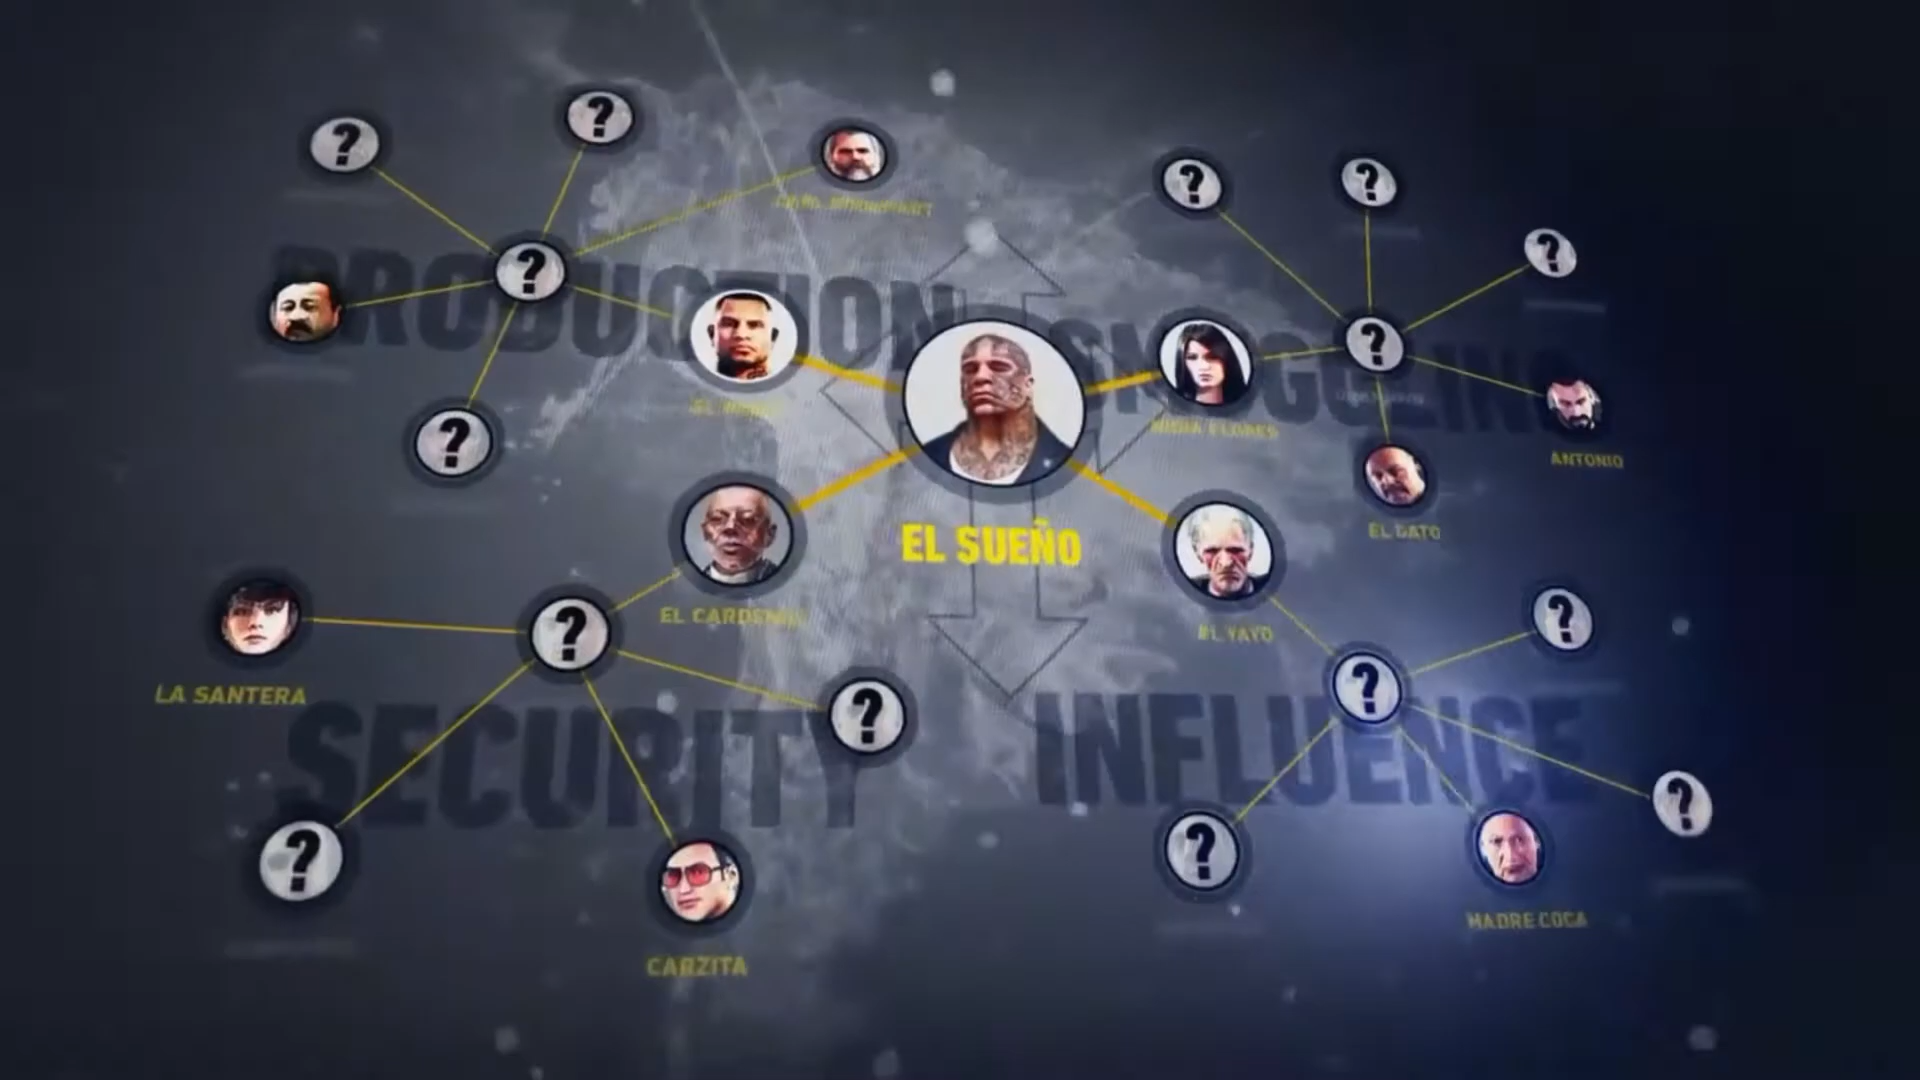 PRODUCTION
SMUGGLING
NIDIA FLORES
ANTONIO
EL GATO
EL SUEÑO
EL CARDENAL
EL YAYO
LA SANTERA
SECURITY
INFLUENCE
MADRE COCA
CARZITA